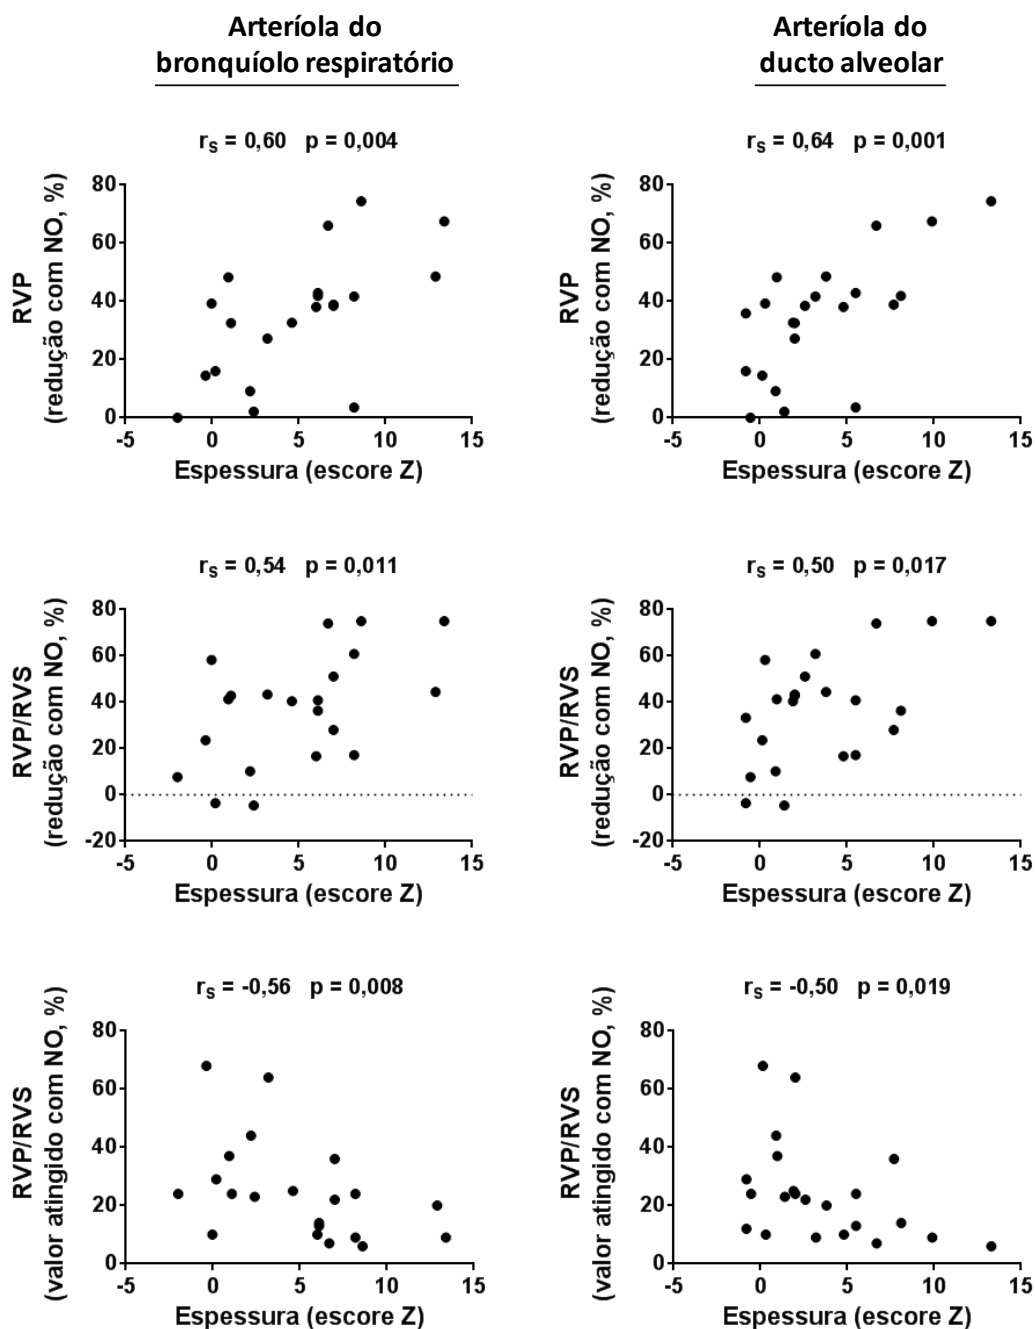 Arteríola do
bronquíolo respiratório
Arteríola do
ducto alveolar
rs = 0,60 p = 0,004
RVP
(redução com NO, %)
80
60
40
20
0
-5 0 5 10 15
Espessura (escore Z)
rs = 0,64 p = 0,001
RVP
(redução com NO, %)
80
60
40
20
0
-5 0 5 10 15
Espessura (escore Z)
rs = 0,54 p = 0,011
RVP/RVS
(redução com NO, %)
80
60
40
20
0
-20
-5 0 5 10 15
Espessura (escore Z)
rs = 0,50 p = 0,017
RVP/RVS
(redução com NO, %)
80
60
40
20
0
-20
-5 0 5 10 15
Espessura (escore Z)
rs = -0,56 p = 0,008
RVP/RVS
(valor atingido com NO, %)
80
60
40
20
0
-5 0 5 10 15
Espessura (escore Z)
rs = -0,50 p = 0,019
RVP/RVS
(valor atingido com NO, %)
80
60
40
20
0
-5 0 5 10 15
Espessura (escore Z)